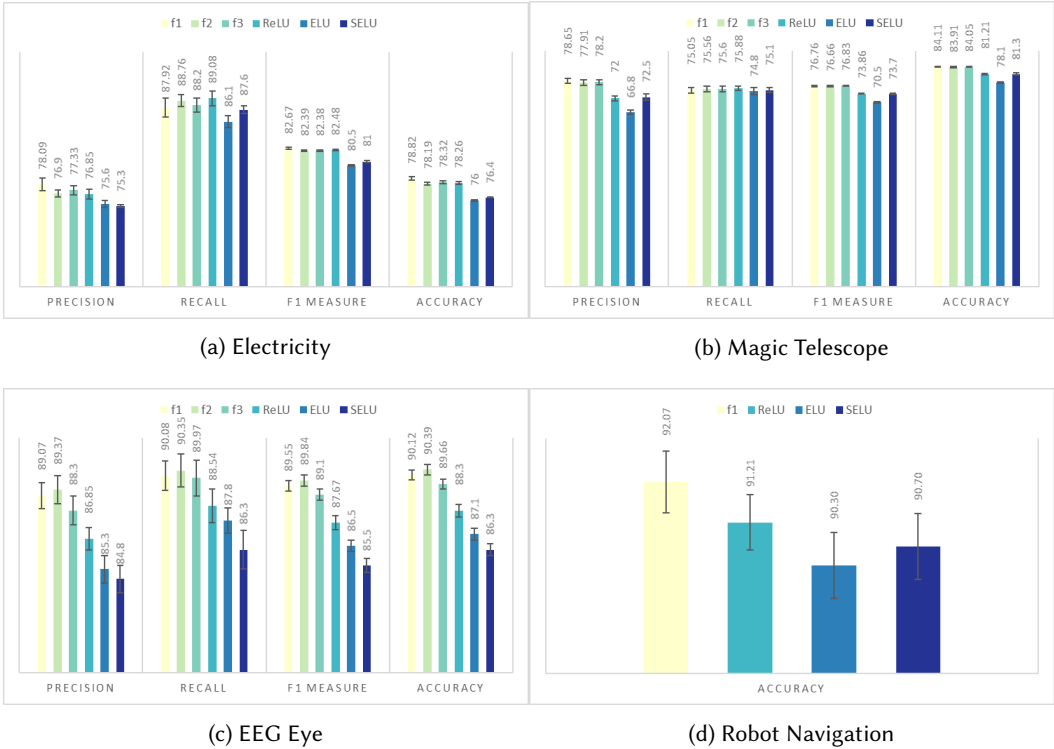 f1 f2 f3 ReLU ELU SELU
78.09 76.9 77.33 76.85 75.6 75.3
87.92 88.76 88.2 89.08 86.1 87.6
82.67 82.39 82.38 82.48 80.5 81
78.82 78.19 78.32 78.26 76 76.4
PRECISION RECALL F1 MEASURE ACCURACY
(a) Electricity
f1 f2 f3 ReLU ELU SELU
78.65 77.91 78.2 72 66.8 72.5
75.05 75.56 75.6 75.88 74.8 75.1
76.76 76.66 76.83 73.86 70.5 73.7
84.11 83.91 84.05 81.21 78.1 81.3
PRECISION RECALL F1 MEASURE ACCURACY
(b) Magic Telescope
f1 f2 f3 ReLU ELU SELU
89.07 89.37 88.3 86.85 85.3 84.8
90.08 90.35 89.97 88.54 87.8 86.3
89.55 89.84 89.1 87.67 86.5 85.5
90.12 90.39 89.66 88.3 87.1 86.3
PRECISION RECALL F1 MEASURE ACCURACY
(c) EEG Eye
f1 ReLU ELU SELU
92.07 91.21 90.30 90.70
ACCURACY
(d) Robot Navigation